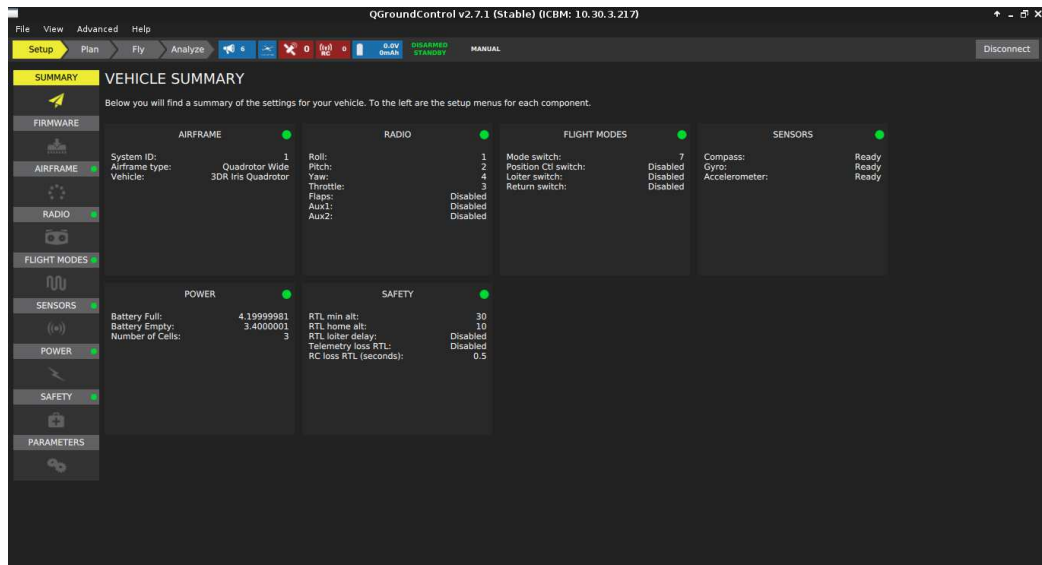 QGroundControl v2.7.1 (Stable) (ICBM: 10.30.3.217)
File View Advanced Help
Setup Plan Fly Analyze 6 0 RC 0 0.0V 0mAh DISARMED STANDBY MANUAL Disconnect
SUMMARY
FIRMWARE
AIRFRAME
RADIO
FLIGHT MODES
SENSORS
POWER
SAFETY
PARAMETERS
VEHICLE SUMMARY
Below you will find a summary of the settings for your vehicle. To the left are the setup menus for each component.
AIRFRAME
System ID: 1
Airframe type: Quadrotor Wide
Vehicle: 3DR Iris Quadrotor
RADIO
Roll: 1
Pitch: 2
Yaw: 4
Throttle: 3
Flaps: Disabled
Aux1: Disabled
Aux2: Disabled
FLIGHT MODES
Mode switch: 7
Position Ctl switch: Disabled
Loiter switch: Disabled
Return switch: Disabled
SENSORS
Compass: Ready
Gyro: Ready
Accelerometer: Ready
POWER
Battery Full: 4.19999981
Battery Empty: 3.4000001
Number of Cells: 3
SAFETY
RTL min alt: 30
RTL home alt: 10
RTL loiter delay: Disabled
Telemetry loss RTL: Disabled
RC loss RTL (seconds): 0.5